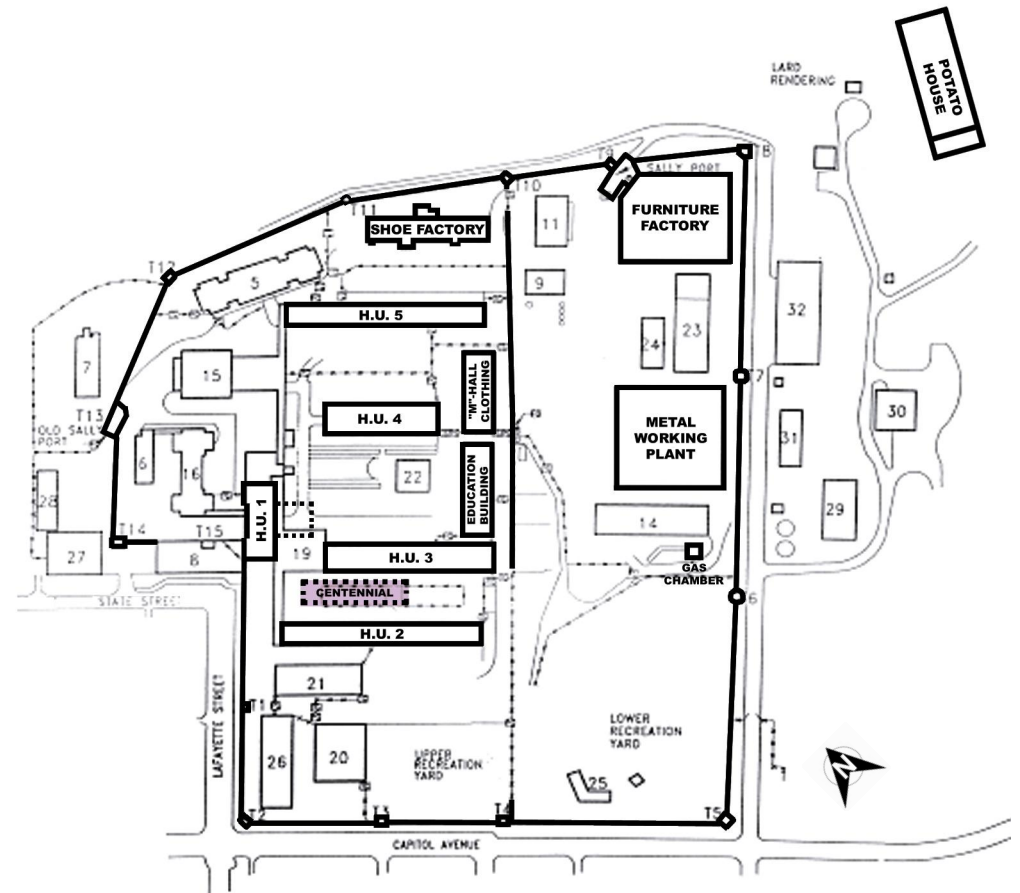 LARD
RENDERING
POTATO
HOUSE
T8
T9
SALLY PORT
T10
T11
SHOE FACTORY
11
FURNITURE
FACTORY
T12
5
9
H.U. 5
23
24
32
7
15
"M"-HALL
CLOTHING
T7
T13
OLD SALLY
PORT
H.U. 4
METAL
WORKING
PLANT
30
31
6
16
22
EDUCATION
BUILDING
28
H.U. 1
14
29
T14
T15
27
8
19
H.U. 3
GAS
CHAMBER
STATE STREET
CENTENNIAL
6
H.U. 2
21
LAFAYETTE STREET
T1
26
20
UPPER
RECREATION
YARD
LOWER
RECREATION
YARD
25
N
T2
T3
T4
T5
CAPITOL AVENUE